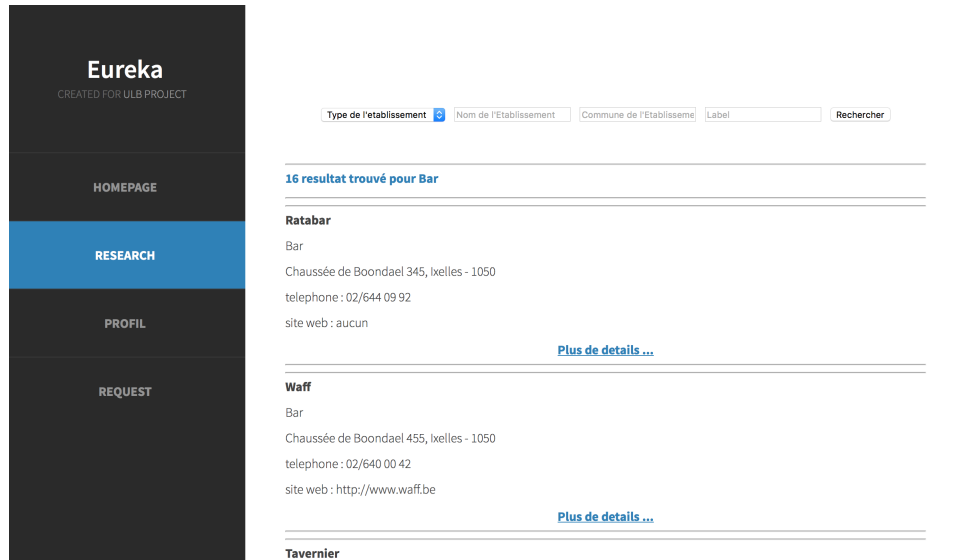 Eureka
CREATED FOR ULB PROJECT
HOMEPAGE
RESEARCH
PROFIL
REQUEST
Type de l'etablissement Nom de l'Etablissement Commune de l'Etablisseme Label Rechercher
16 resultat trouvé pour Bar
Ratabar
Bar
Chaussée de Boondael 345, Ixelles - 1050
telephone : 02/644 09 92
site web : aucun
Plus de details ...
Waff
Bar
Chaussée de Boondael 455, Ixelles - 1050
telephone : 02/640 00 42
site web : http://www.waff.be
Plus de details ...
Tavernier